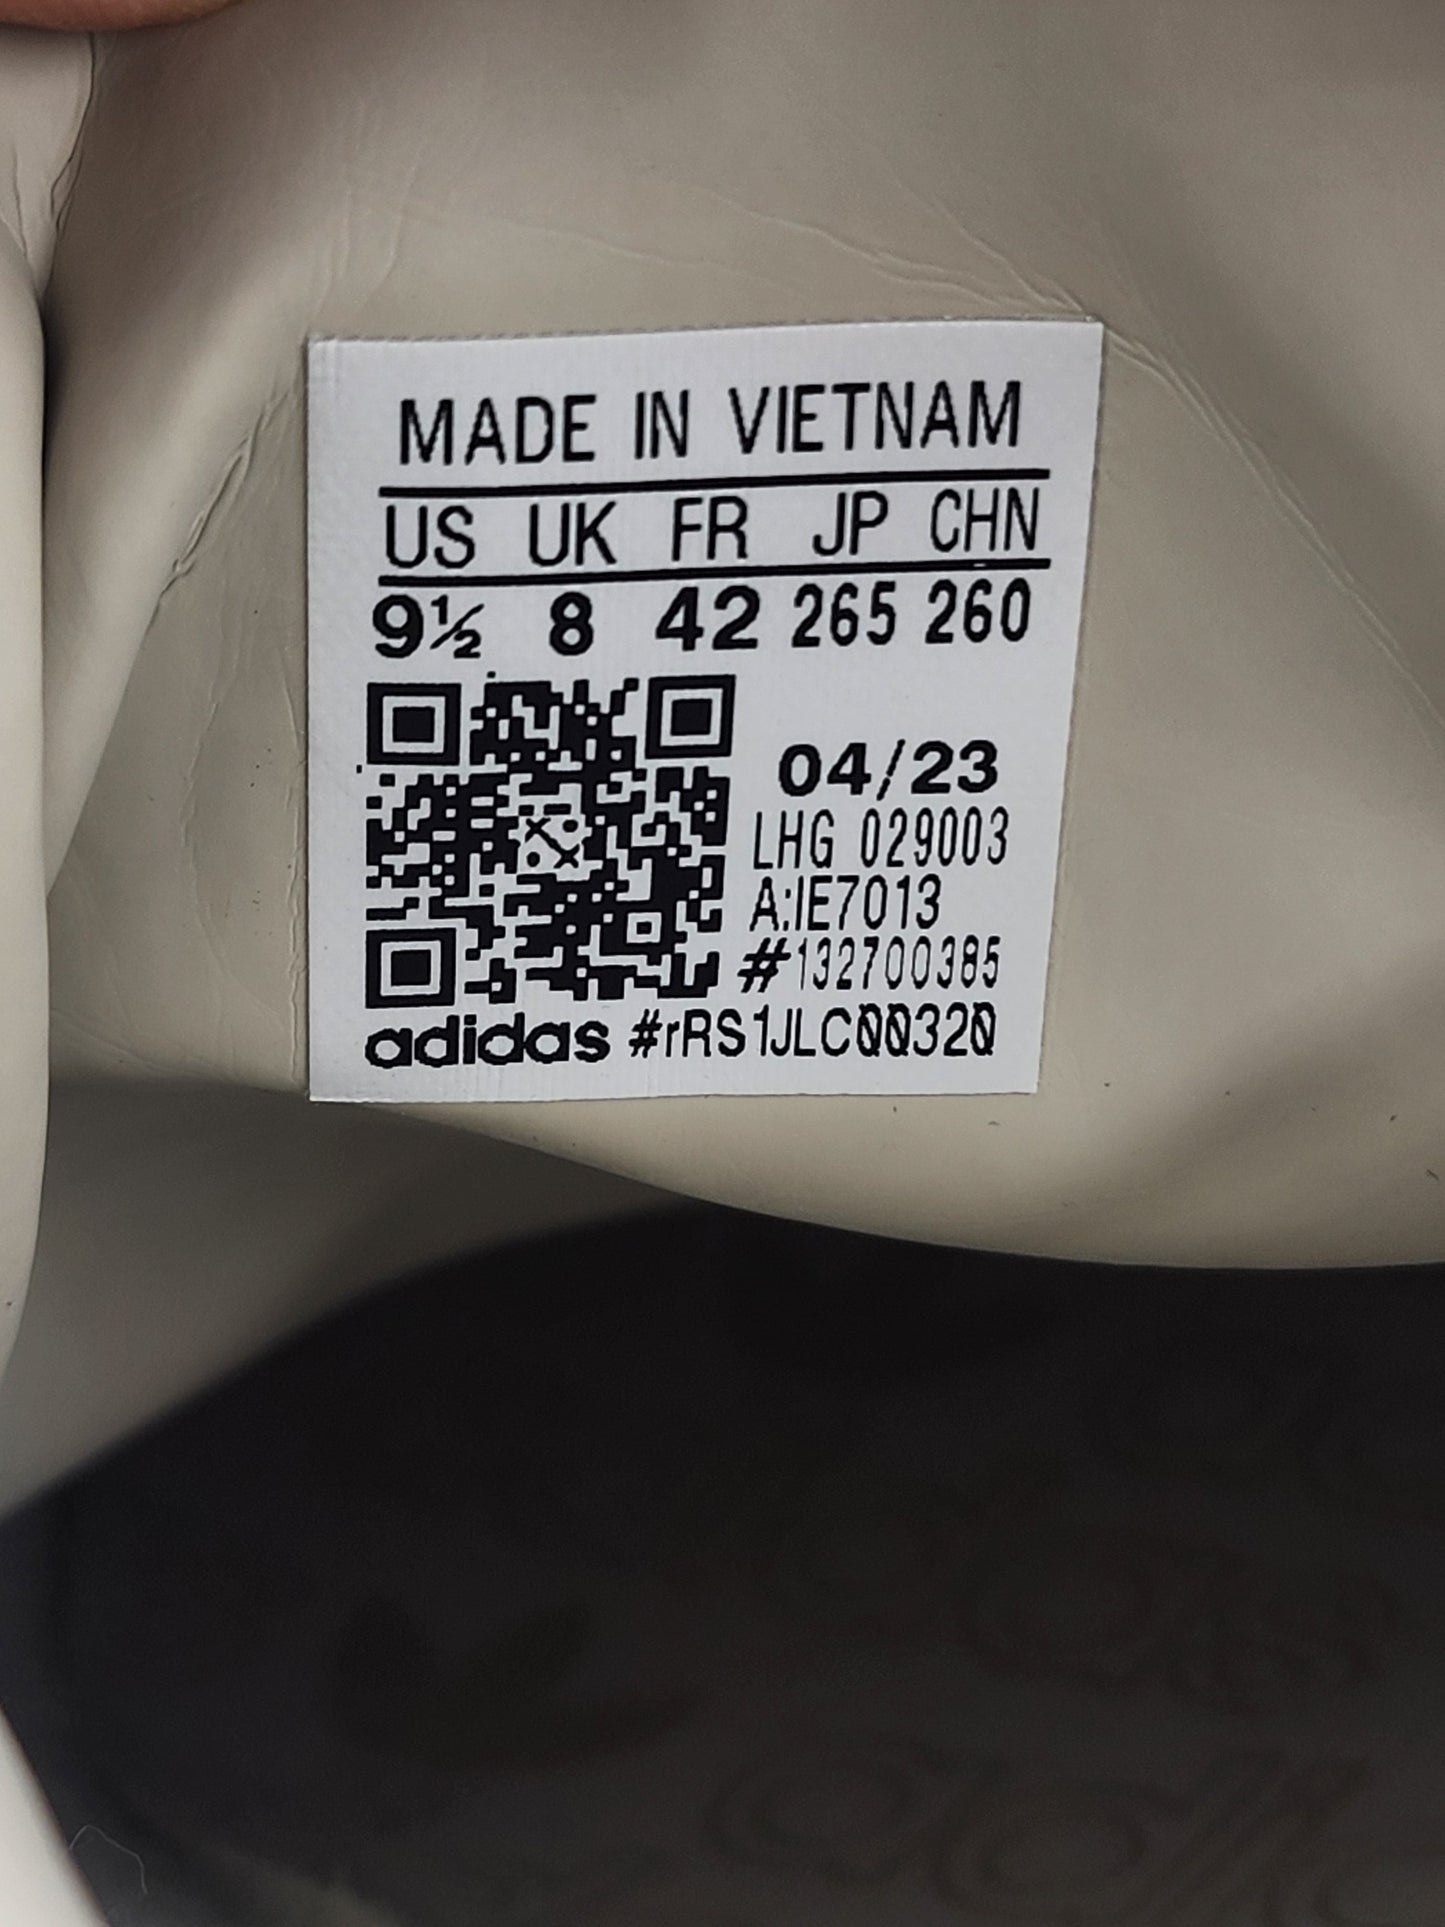 MADE IN VIETNAM
US UK FR JP CHN
9½ 8 42 265 260
04/23
LHG 029003
A:IE7013
#132700385
adidas #rRS1JLC00320